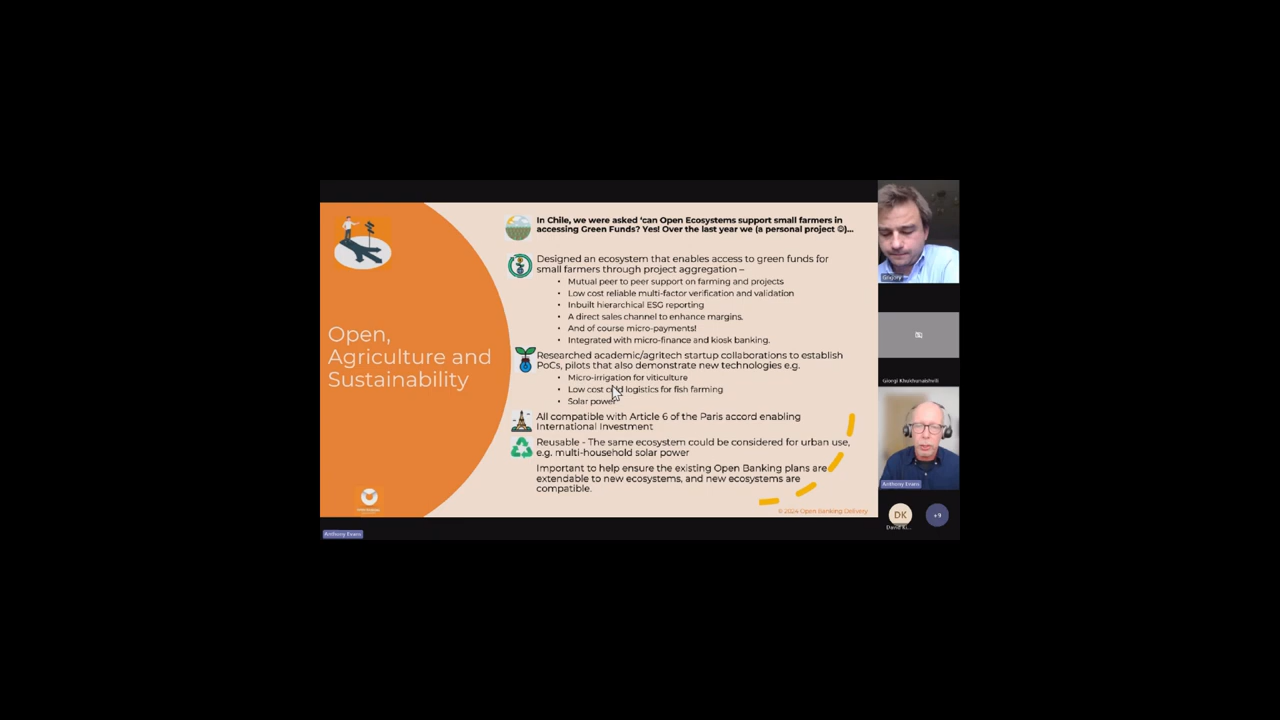 Open,
Agriculture and
Sustainability
In Chile, we were asked ‘can Open Ecosystems support small farmers in
accessing Green Funds? Yes! Over the last year we (a personal project ☺)...
Designed an ecosystem that enables access to green funds for
small farmers through project aggregation –
• Mutual peer to peer support on farming and projects
• Low cost reliable multi-factor verification and validation
• Inbuilt hierarchical ESG reporting
• A direct sales channel to enhance margins.
• And of course micro-payments!
• Integrated with micro-finance and kiosk banking.
Researched academic/agritech startup collaborations to establish
PoCs, pilots that also demonstrate new technologies e.g.
• Micro-irrigation for viticulture
• Low cost cold logistics for fish farming
• Solar power
All compatible with Article 6 of the Paris accord enabling
International Investment
Reusable - The same ecosystem could be considered for urban use,
e.g. multi-household solar power
Important to help ensure the existing Open Banking plans are
extendable to new ecosystems, and new ecosystems are
compatible.
© 2024 Open Banking Delivery
Anthony Evans
Grigory
Anthony Evans
DK
+9
David Ki...